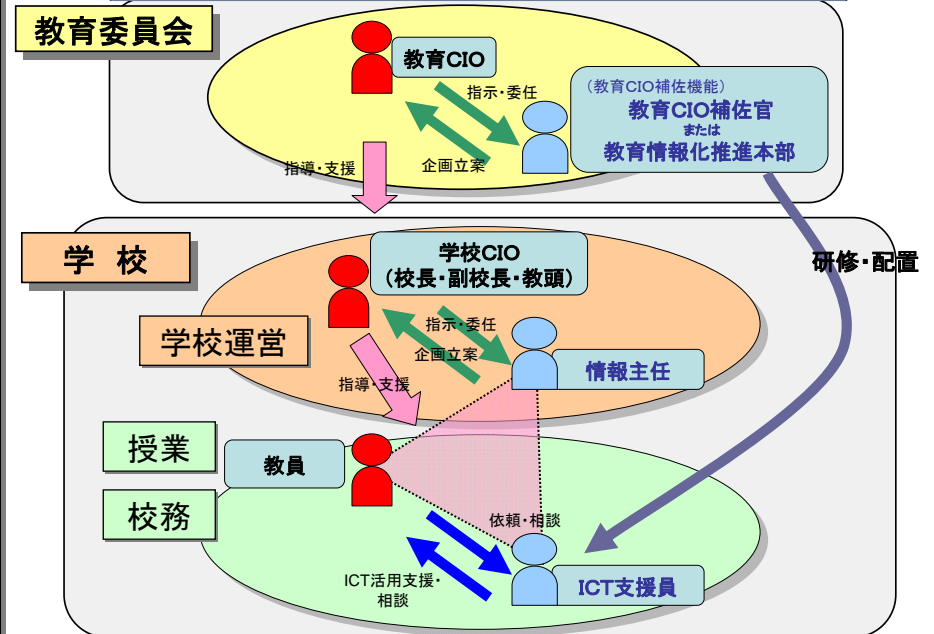 教育委員会
教育CIO
指示・委任
(教育CIO補佐機能)
教育CIO補佐官
または
教育情報化推進本部
企画立案
指導・支援
学 校
学校CIO
(校長・副校長・教頭)
研修・配置
学校運営
指示・委任
企画立案
情報主任
指導・支援
授業
教員
校務
依頼・相談
ICT活用支援・
相談
ICT支援員